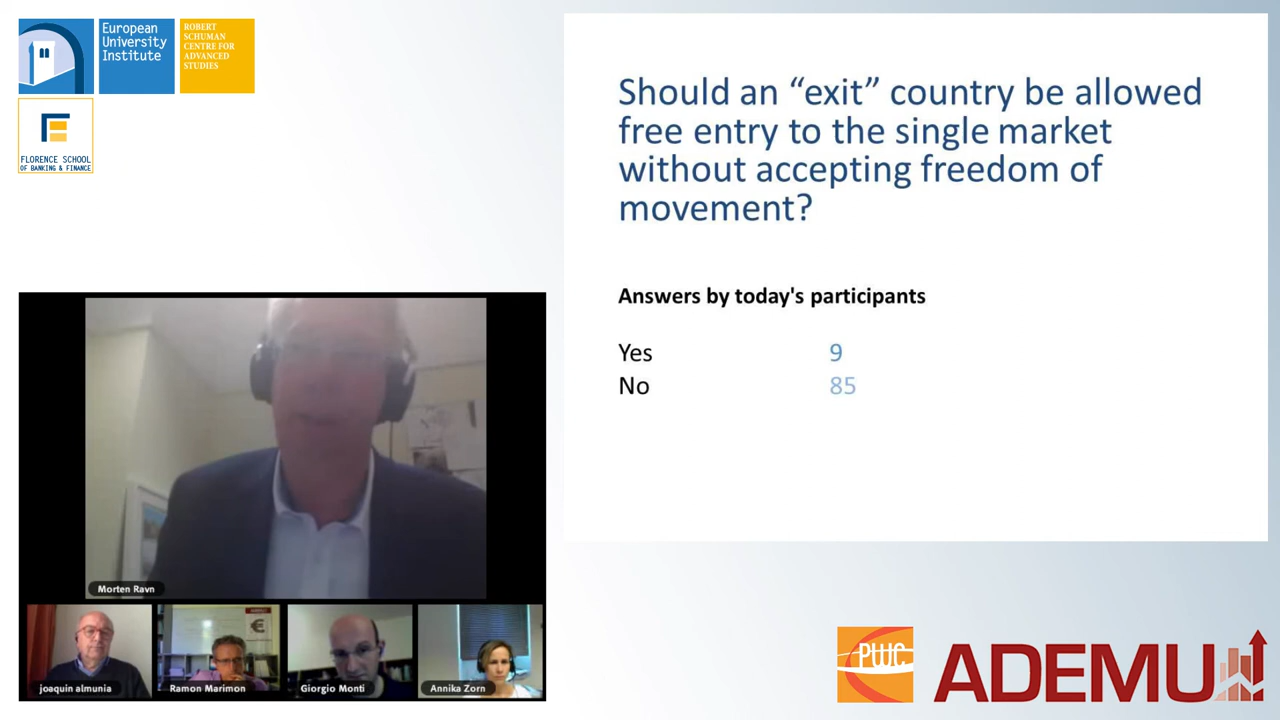 European
University
Institute
ROBERT
SCHUMAN
CENTRE FOR
ADVANCED
STUDIES
FLORENCE SCHOOL
OF BANKING & FINANCE
Should an “exit” country be allowed
free entry to the single market
without accepting freedom of
movement?
Answers by today's participants
Yes 9
No 85
Morten Ravn
joaquin almunia
Ramon Marimon
Giorgio Monti
Annika Zorn
€
PWC
ADEMU